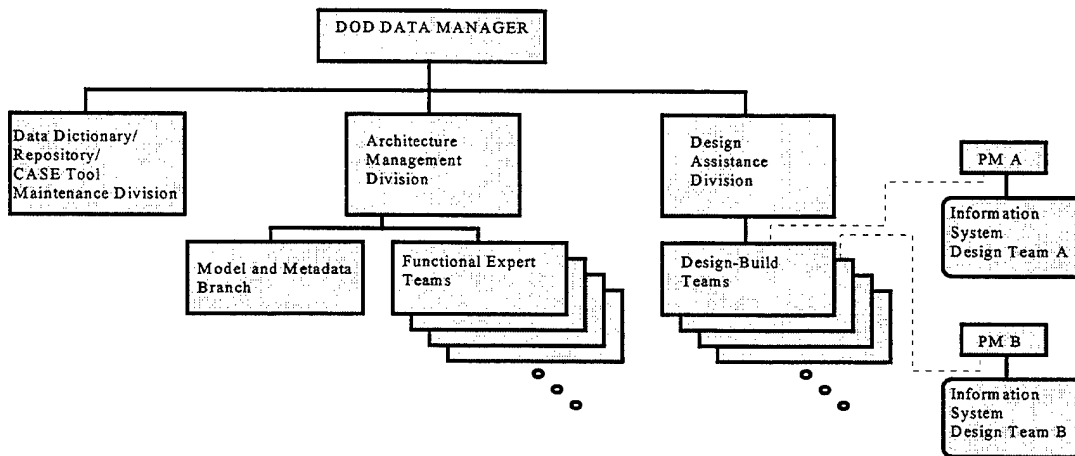 DOD DATA MANAGER
Data Dictionary/
Repository/
CASE Tool
Maintenance Division
Architecture
Management
Division
Design
Assistance
Division
PM A
Information
System
Design Team A
Model and Metadata
Branch
Functional Expert
Teams
Design-Build
Teams
PM B
Information
System
Design Team B